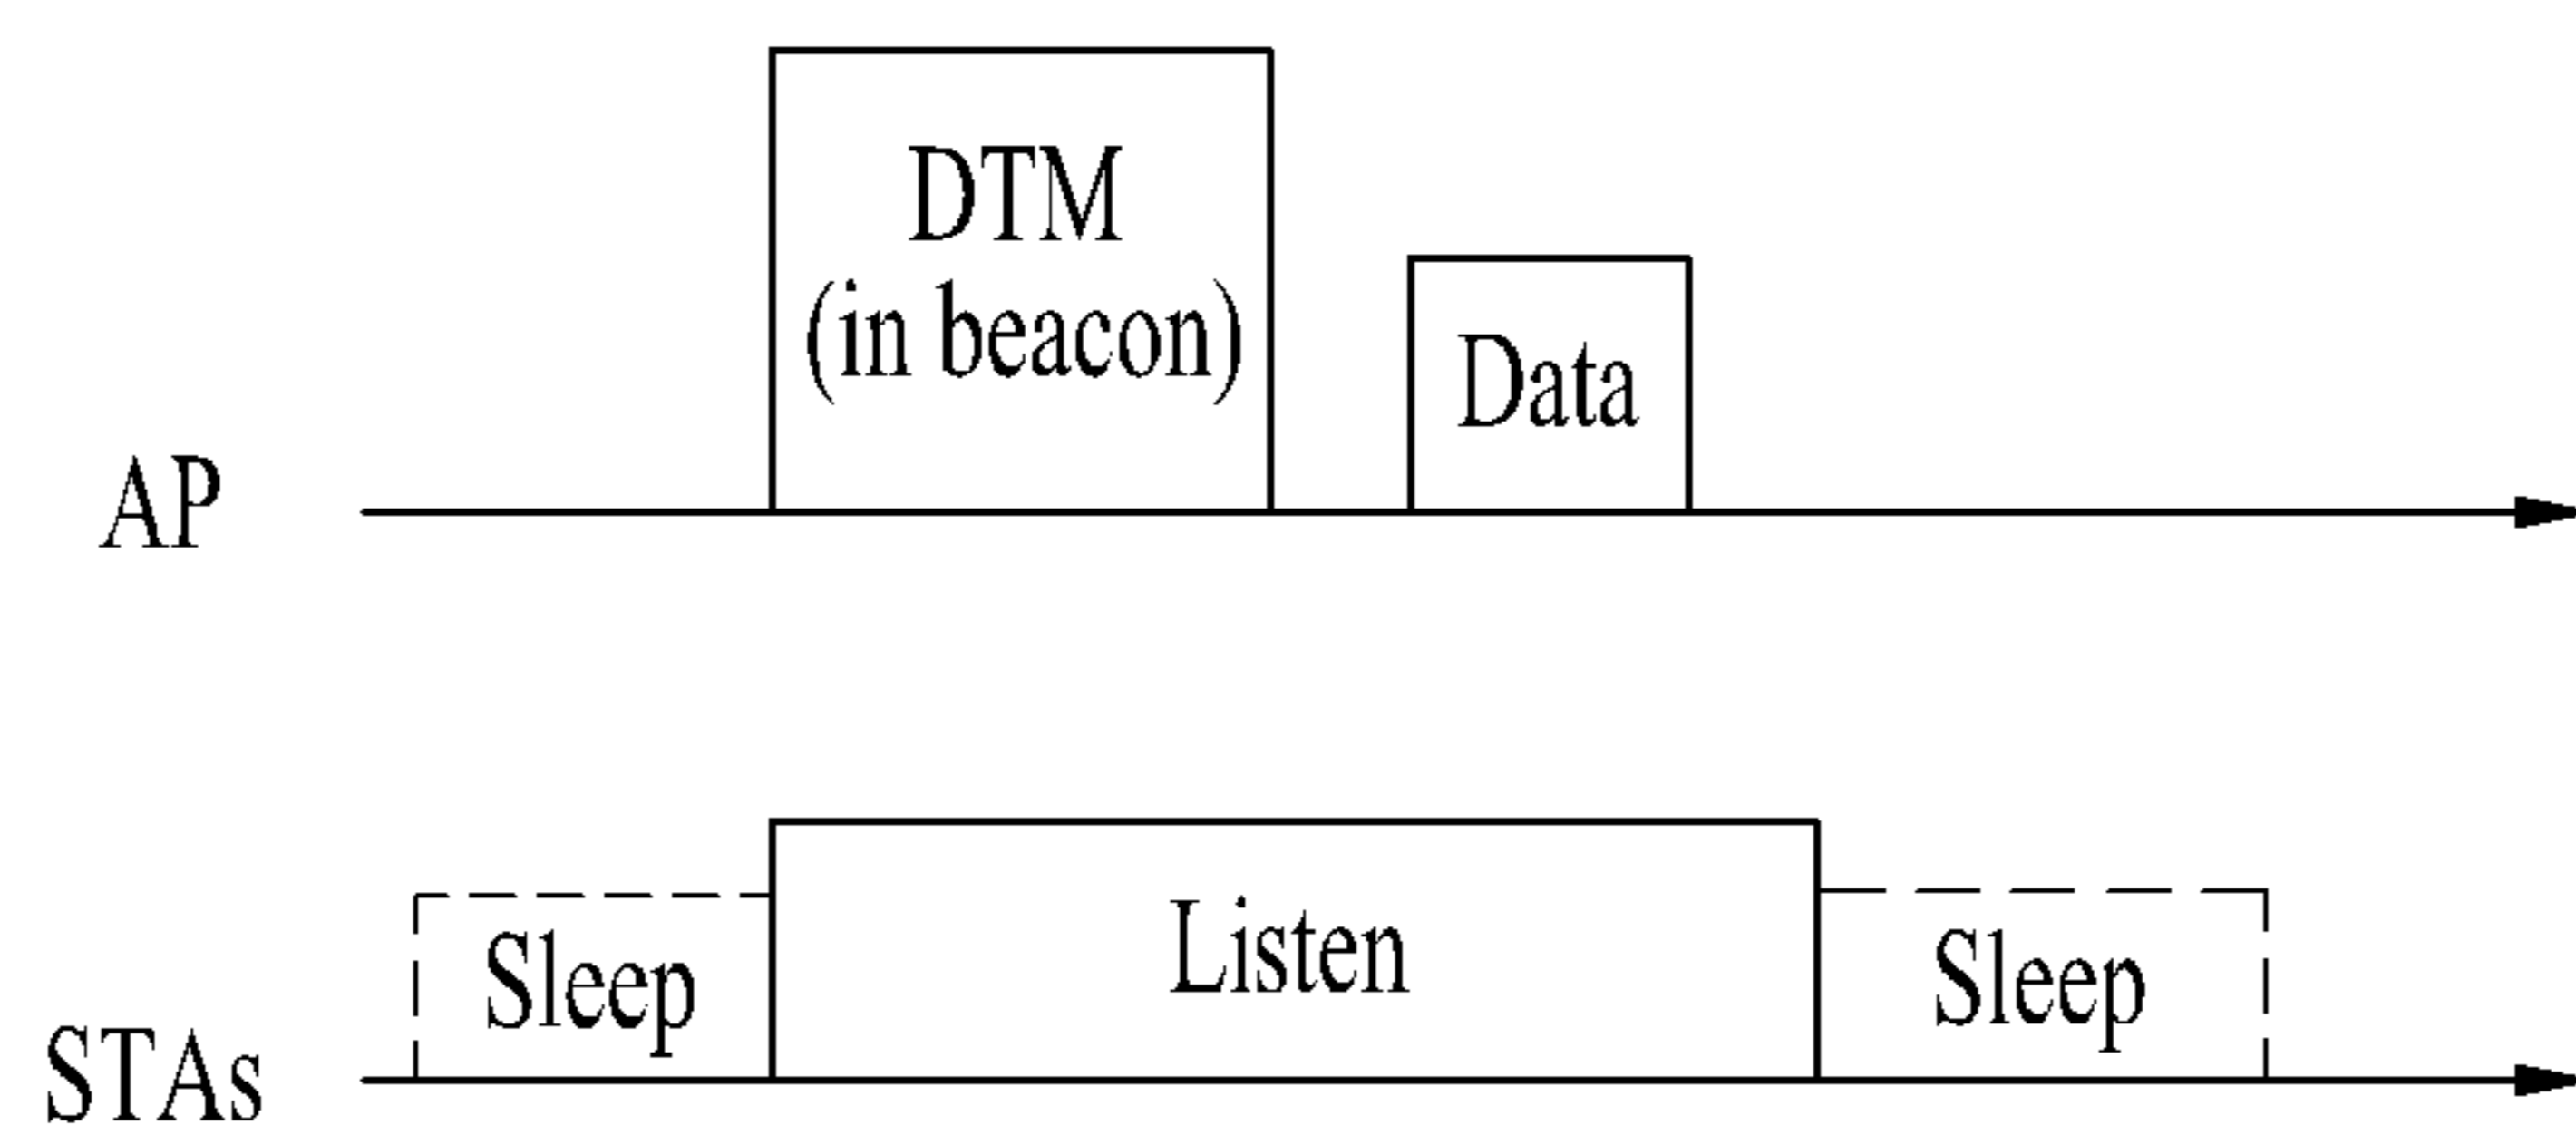 DTM
(in beacon)
Data
AP
Listen
Sleep
Sleep
STAs